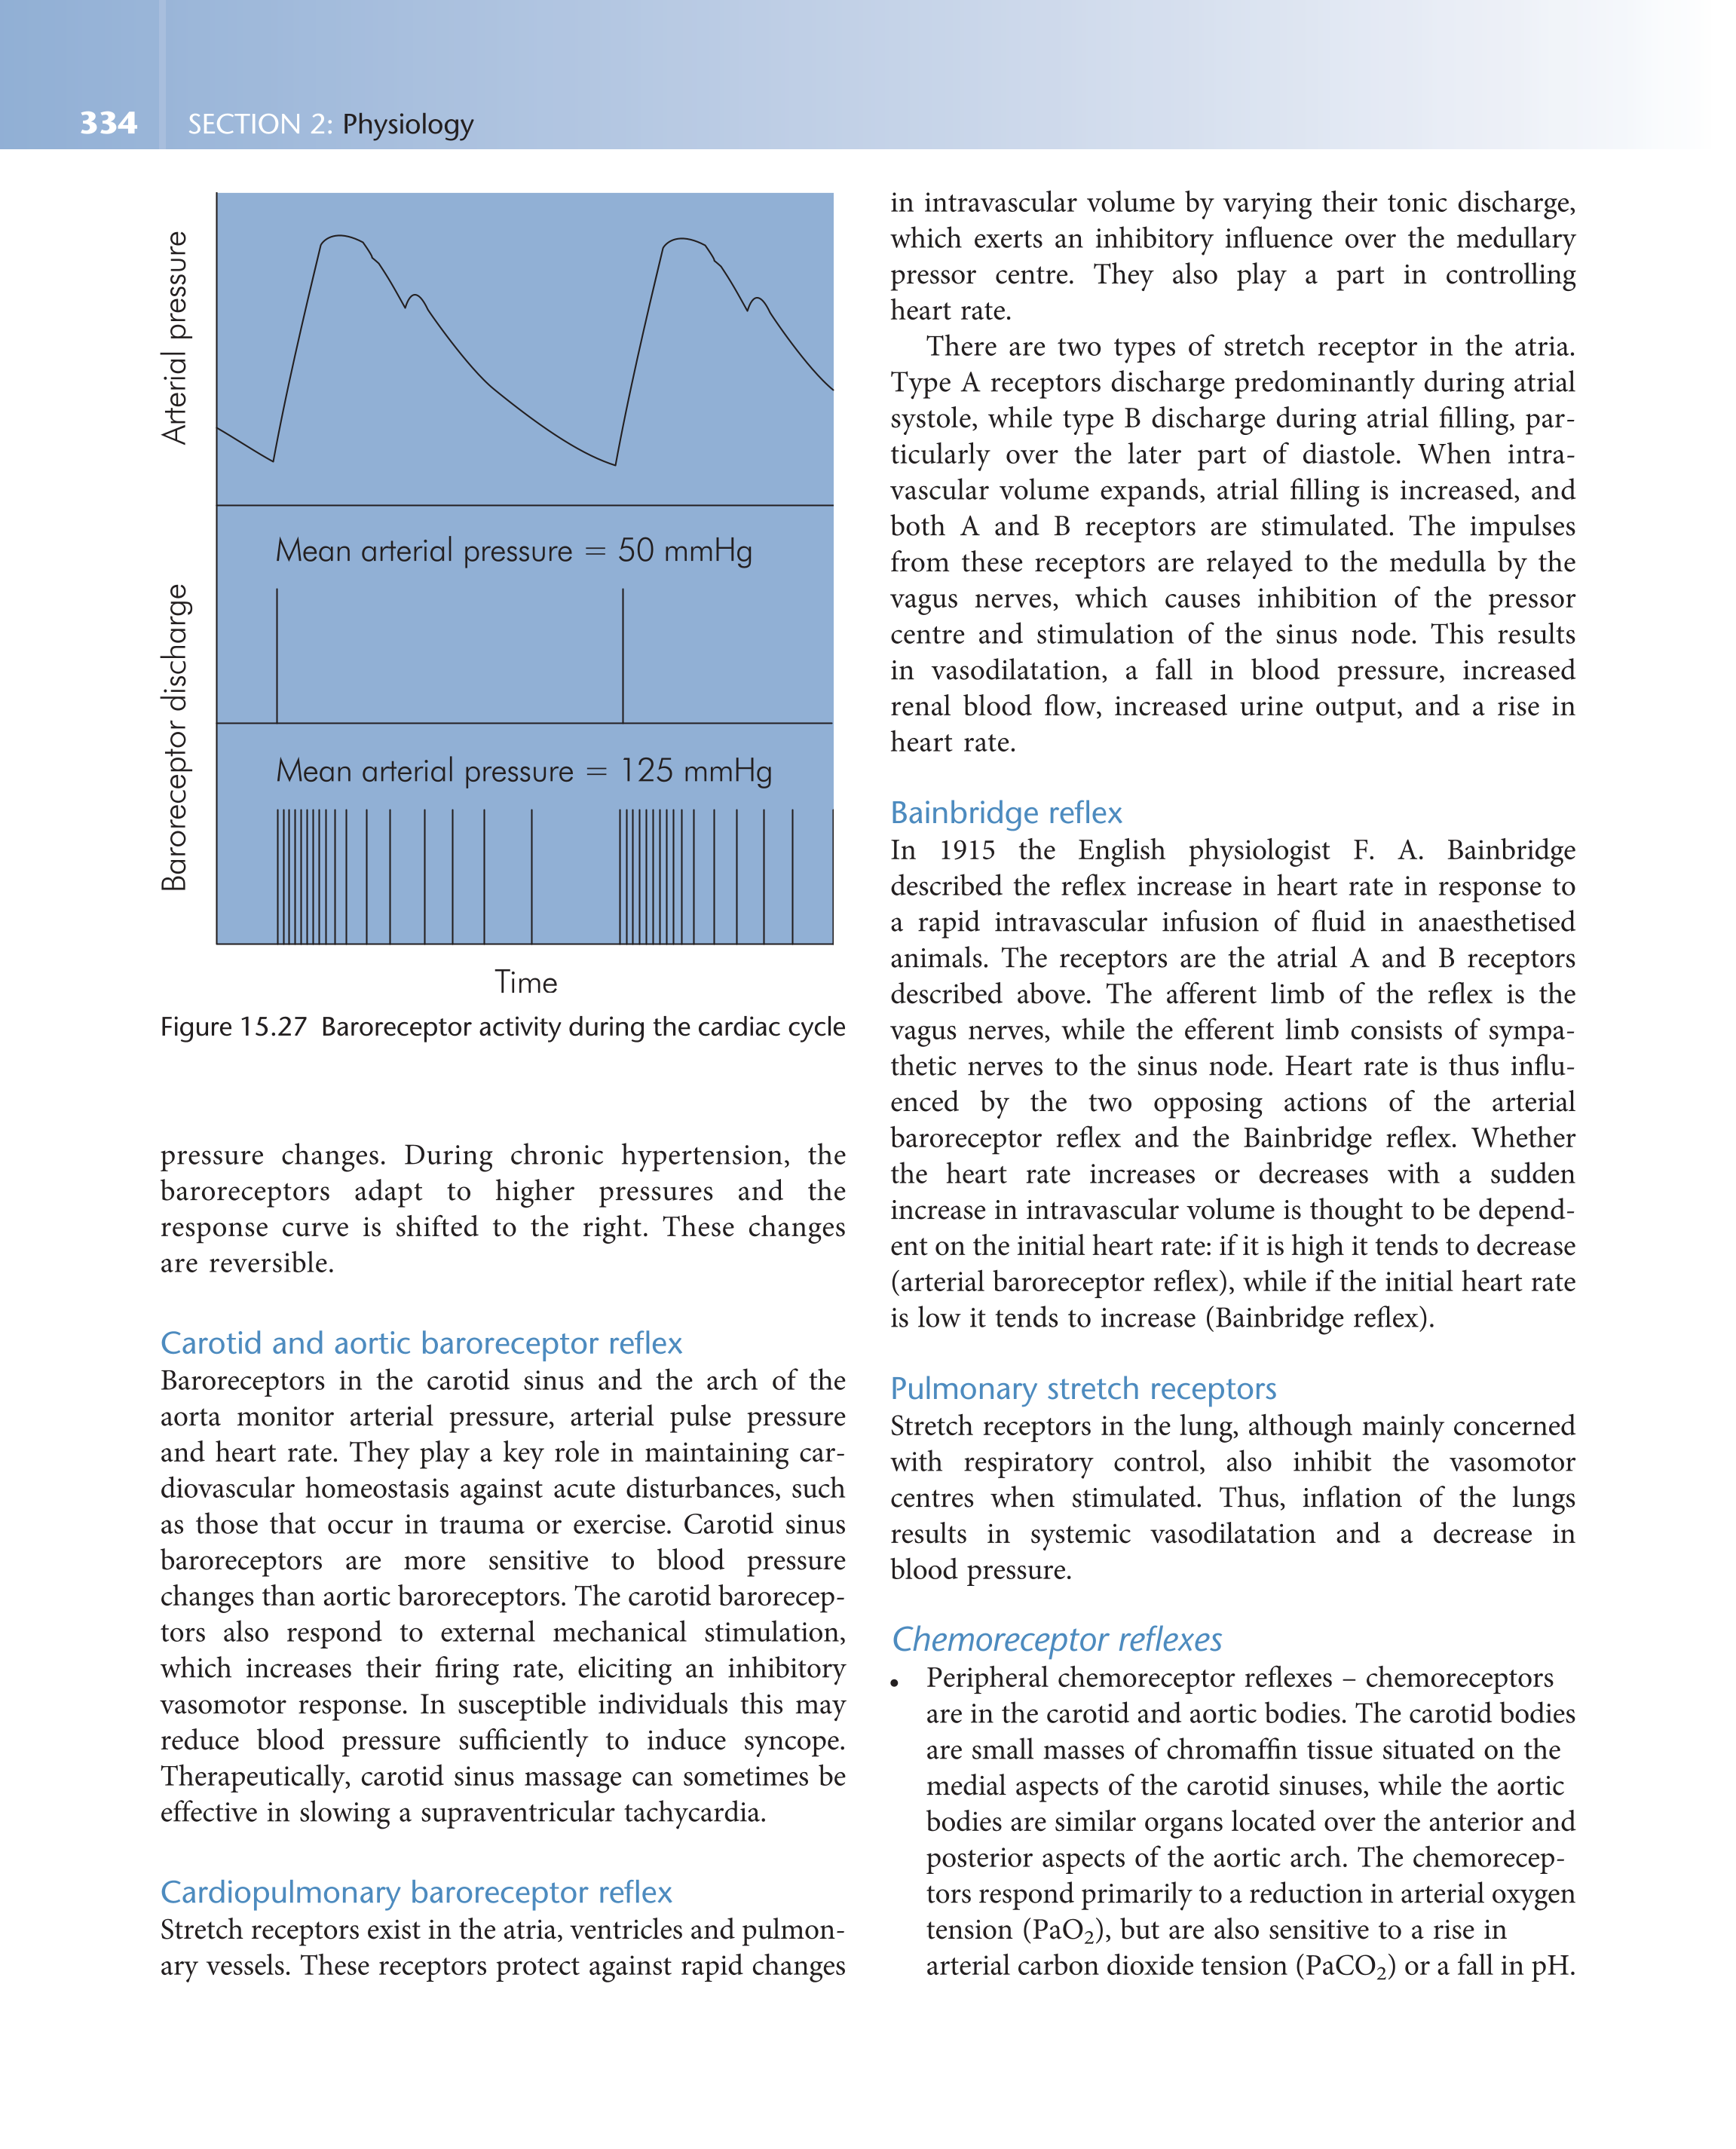 334 SECTION 2: Physiology
Arterial pressure
Mean arterial pressure = 50 mmHg
Baroreceptor discharge
Mean arterial pressure = 125 mmHg
Time
Figure 15.27 Baroreceptor activity during the cardiac cycle
pressure changes. During chronic hypertension, the
baroreceptors adapt to higher pressures and the
response curve is shifted to the right. These changes
are reversible.
Carotid and aortic baroreceptor reflex
Baroreceptors in the carotid sinus and the arch of the
aorta monitor arterial pressure, arterial pulse pressure
and heart rate. They play a key role in maintaining car-
diovascular homeostasis against acute disturbances, such
as those that occur in trauma or exercise. Carotid sinus
baroreceptors are more sensitive to blood pressure
changes than aortic baroreceptors. The carotid barorecep-
tors also respond to external mechanical stimulation,
which increases their firing rate, eliciting an inhibitory
vasomotor response. In susceptible individuals this may
reduce blood pressure sufficiently to induce syncope.
Therapeutically, carotid sinus massage can sometimes be
effective in slowing a supraventricular tachycardia.
Cardiopulmonary baroreceptor reflex
Stretch receptors exist in the atria, ventricles and pulmon-
ary vessels. These receptors protect against rapid changes
in intravascular volume by varying their tonic discharge,
which exerts an inhibitory influence over the medullary
pressor centre. They also play a part in controlling
heart rate.
There are two types of stretch receptor in the atria.
Type A receptors discharge predominantly during atrial
systole, while type B discharge during atrial filling, par-
ticularly over the later part of diastole. When intra-
vascular volume expands, atrial filling is increased, and
both A and B receptors are stimulated. The impulses
from these receptors are relayed to the medulla by the
vagus nerves, which causes inhibition of the pressor
centre and stimulation of the sinus node. This results
in vasodilatation, a fall in blood pressure, increased
renal blood flow, increased urine output, and a rise in
heart rate.
Bainbridge reflex
In 1915 the English physiologist F. A. Bainbridge
described the reflex increase in heart rate in response to
a rapid intravascular infusion of fluid in anaesthetised
animals. The receptors are the atrial A and B receptors
described above. The afferent limb of the reflex is the
vagus nerves, while the efferent limb consists of sympa-
thetic nerves to the sinus node. Heart rate is thus influ-
enced by the two opposing actions of the arterial
baroreceptor reflex and the Bainbridge reflex. Whether
the heart rate increases or decreases with a sudden
increase in intravascular volume is thought to be depend-
ent on the initial heart rate: if it is high it tends to decrease
(arterial baroreceptor reflex), while if the initial heart rate
is low it tends to increase (Bainbridge reflex).
Pulmonary stretch receptors
Stretch receptors in the lung, although mainly concerned
with respiratory control, also inhibit the vasomotor
centres when stimulated. Thus, inflation of the lungs
results in systemic vasodilatation and a decrease in
blood pressure.
Chemoreceptor reflexes
• Peripheral chemoreceptor reflexes – chemoreceptors
are in the carotid and aortic bodies. The carotid bodies
are small masses of chromaffin tissue situated on the
medial aspects of the carotid sinuses, while the aortic
bodies are similar organs located over the anterior and
posterior aspects of the aortic arch. The chemorecep-
tors respond primarily to a reduction in arterial oxygen
tension (PaO₂), but are also sensitive to a rise in
arterial carbon dioxide tension (PaCO₂) or a fall in pH.